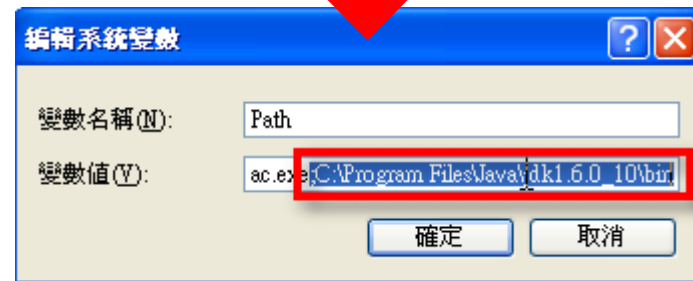 編輯系統變數
變數名稱(N):
Path
變數值(V):
ac.exe;C:\Program Files\Java\jdk1.6.0_10\bin
確定
取消